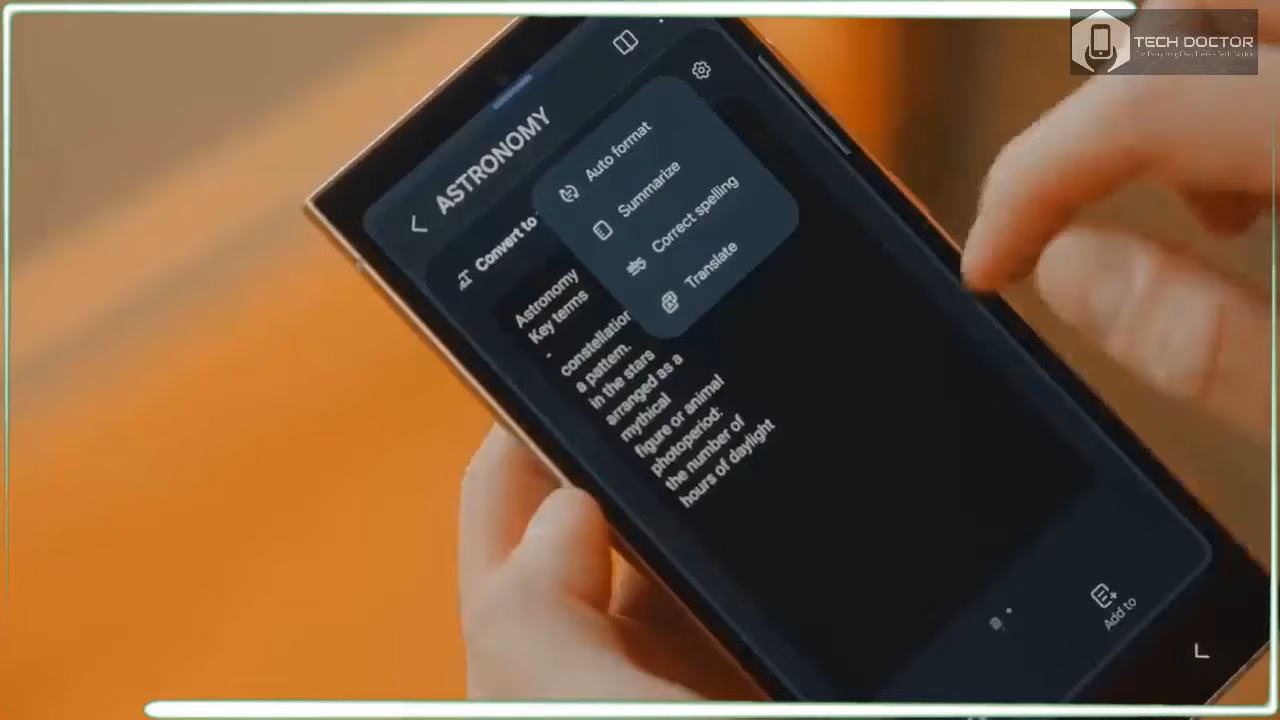 TECH DOCTOR
ASTRONOMY
Auto format
Summarize
Correct spelling
Translate
Convert to
Astronomy
Key terms
-
constellation
a pattern.
in the stars
arranged as a
mythical
figure or animal
photoperiod:
the number of
hours of daylight
Add to